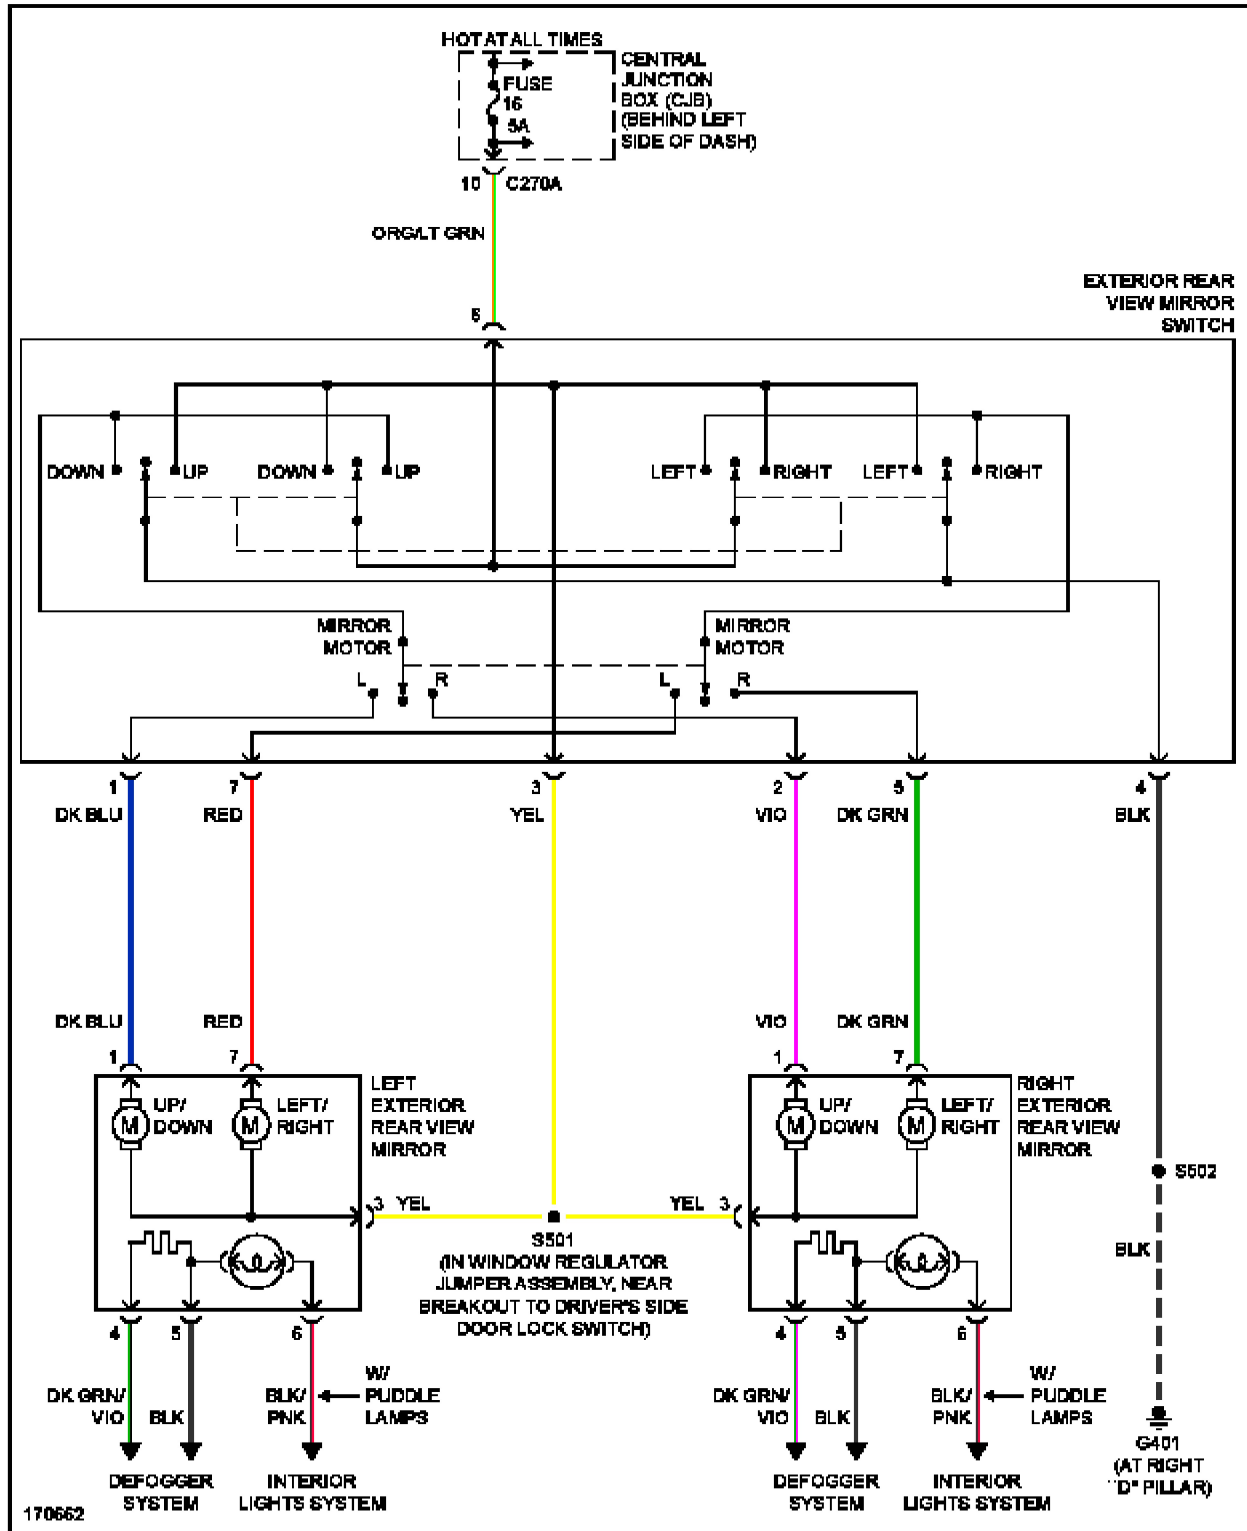 HOT AT ALL TIMES
CENTRAL
JUNCTION
BOX (CJB)
(BEHIND LEFT
SIDE OF DASH)
FUSE
16
5A
10 C270A
ORG/LT GRN
EXTERIOR REAR
VIEW MIRROR
SWITCH
DOWN UP DOWN UP LEFT RIGHT LEFT RIGHT
MIRROR
MOTOR
MIRROR
MOTOR
L R L R
1 7 3 2 5 4
DK BLU RED YEL VIO DK GRN BLK
DK BLU RED VIO DK GRN
1 7 1 7
UP/
DOWN
LEFT/
RIGHT
LEFT
EXTERIOR
REAR VIEW
MIRROR
UP/
DOWN
LEFT/
RIGHT
RIGHT
EXTERIOR
REAR VIEW
MIRROR
M M M M
S502
3 YEL YEL 3
S501
(IN WINDOW REGULATOR
JUMPER ASSEMBLY, NEAR
BREAKOUT TO DRIVER'S SIDE
DOOR LOCK SWITCH)
BLK
4 5 6 4 5 6
DK GRN/
VIO
BLK
BLK/
PNK
W/
PUDDLE
LAMPS
DK GRN/
VIO
BLK
BLK/
PNK
W/
PUDDLE
LAMPS
G401
(AT RIGHT
"D" PILLAR)
DEFOGGER
SYSTEM
INTERIOR
LIGHTS SYSTEM
DEFOGGER
SYSTEM
INTERIOR
LIGHTS SYSTEM
170662